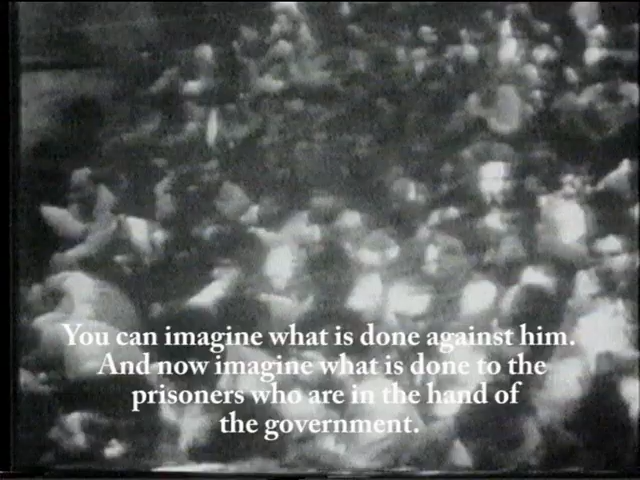 You can imagine what is done against him.
And now imagine what is done to the
prisoners who are in the hand of
the government.